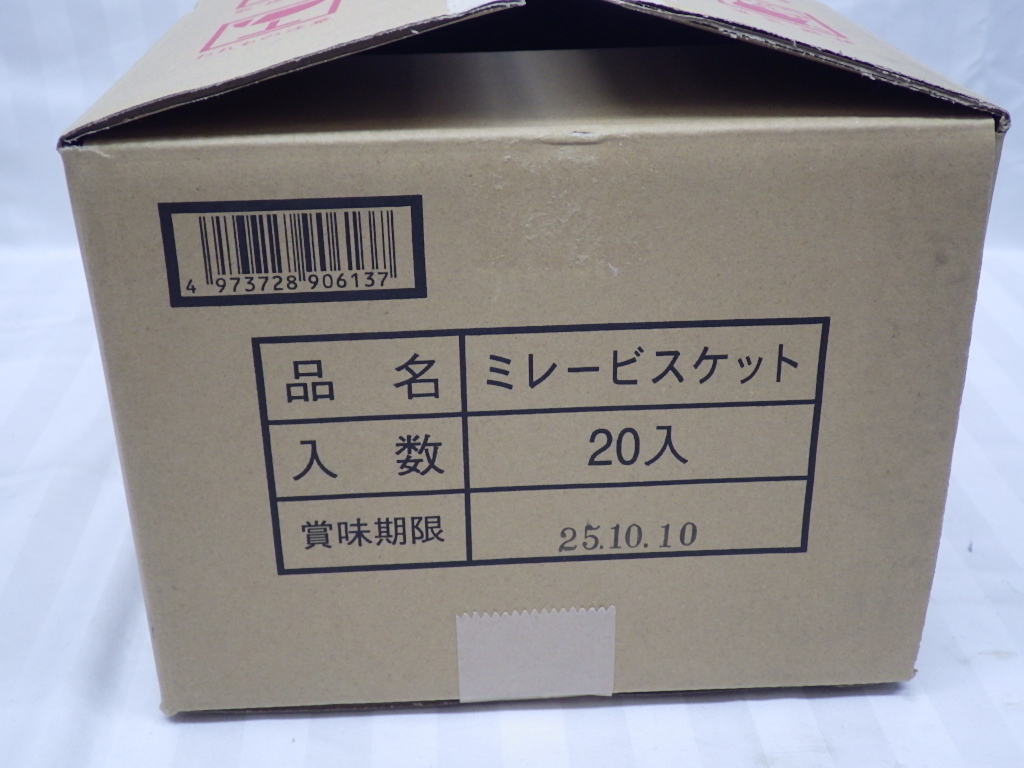 4 973728 906137
品 名 ミレービスケット
入 数 20入
賞味期限 25.10.10